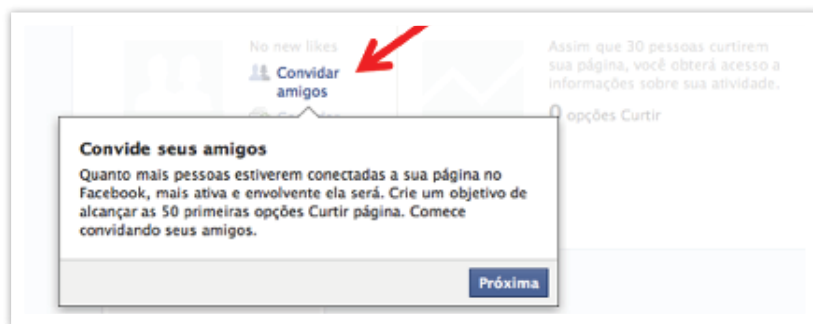 No new likes
Convidar
amigos
Assim que 30 pessoas curtirem
sua página, você obterá acesso a
informações sobre sua atividade.
0 opções Curtir
Convide seus amigos
Quanto mais pessoas estiverem conectadas a sua página no
Facebook, mais ativa e envolvente ela será. Crie um objetivo de
alcançar as 50 primeiras opções Curtir página. Comece
convidando seus amigos.
Próxima